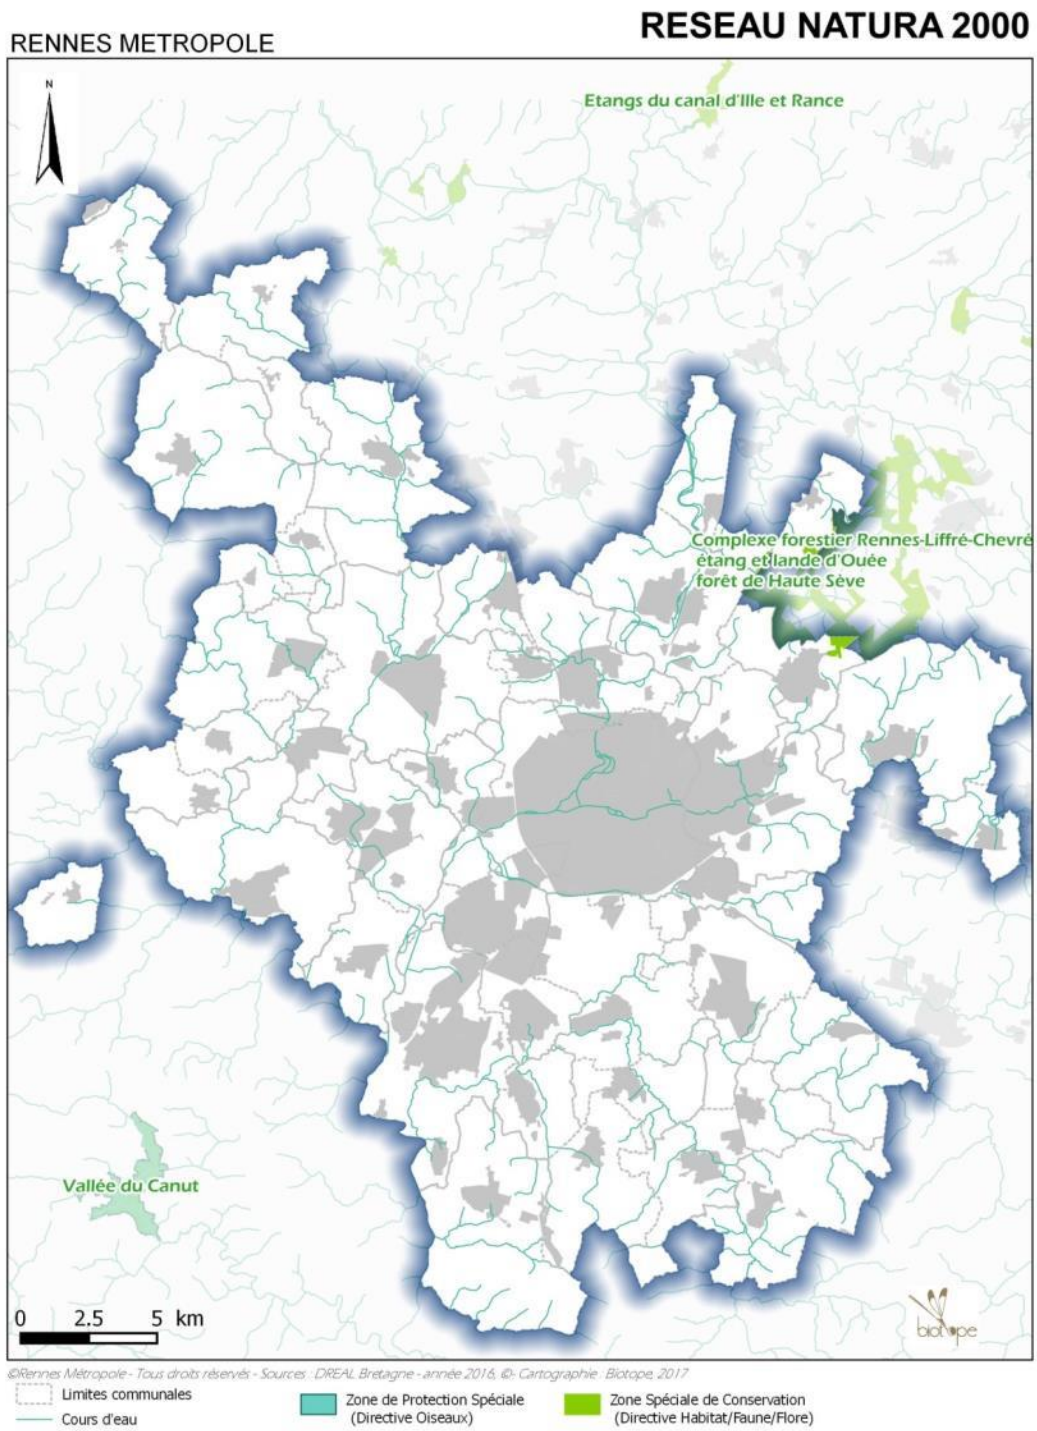 RESEAU NATURA 2000
RENNES METROPOLE
N
Etangs du canal d'Ille et Rance
Complexe forestier Rennes-Liffré-Chevré
étang et lande d'Ouée
forêt de Haute Sève
Vallée du Canut
0 2.5 5 km
biotope
©Rennes Métropole - Tous droits réservés - Sources : DREAL Bretagne - année 2016, ©- Cartographie : Biotope, 2017
Limites communales
Cours d'eau
Zone de Protection Spéciale
(Directive Oiseaux)
Zone Spéciale de Conservation
(Directive Habitat/Faune/Flore)